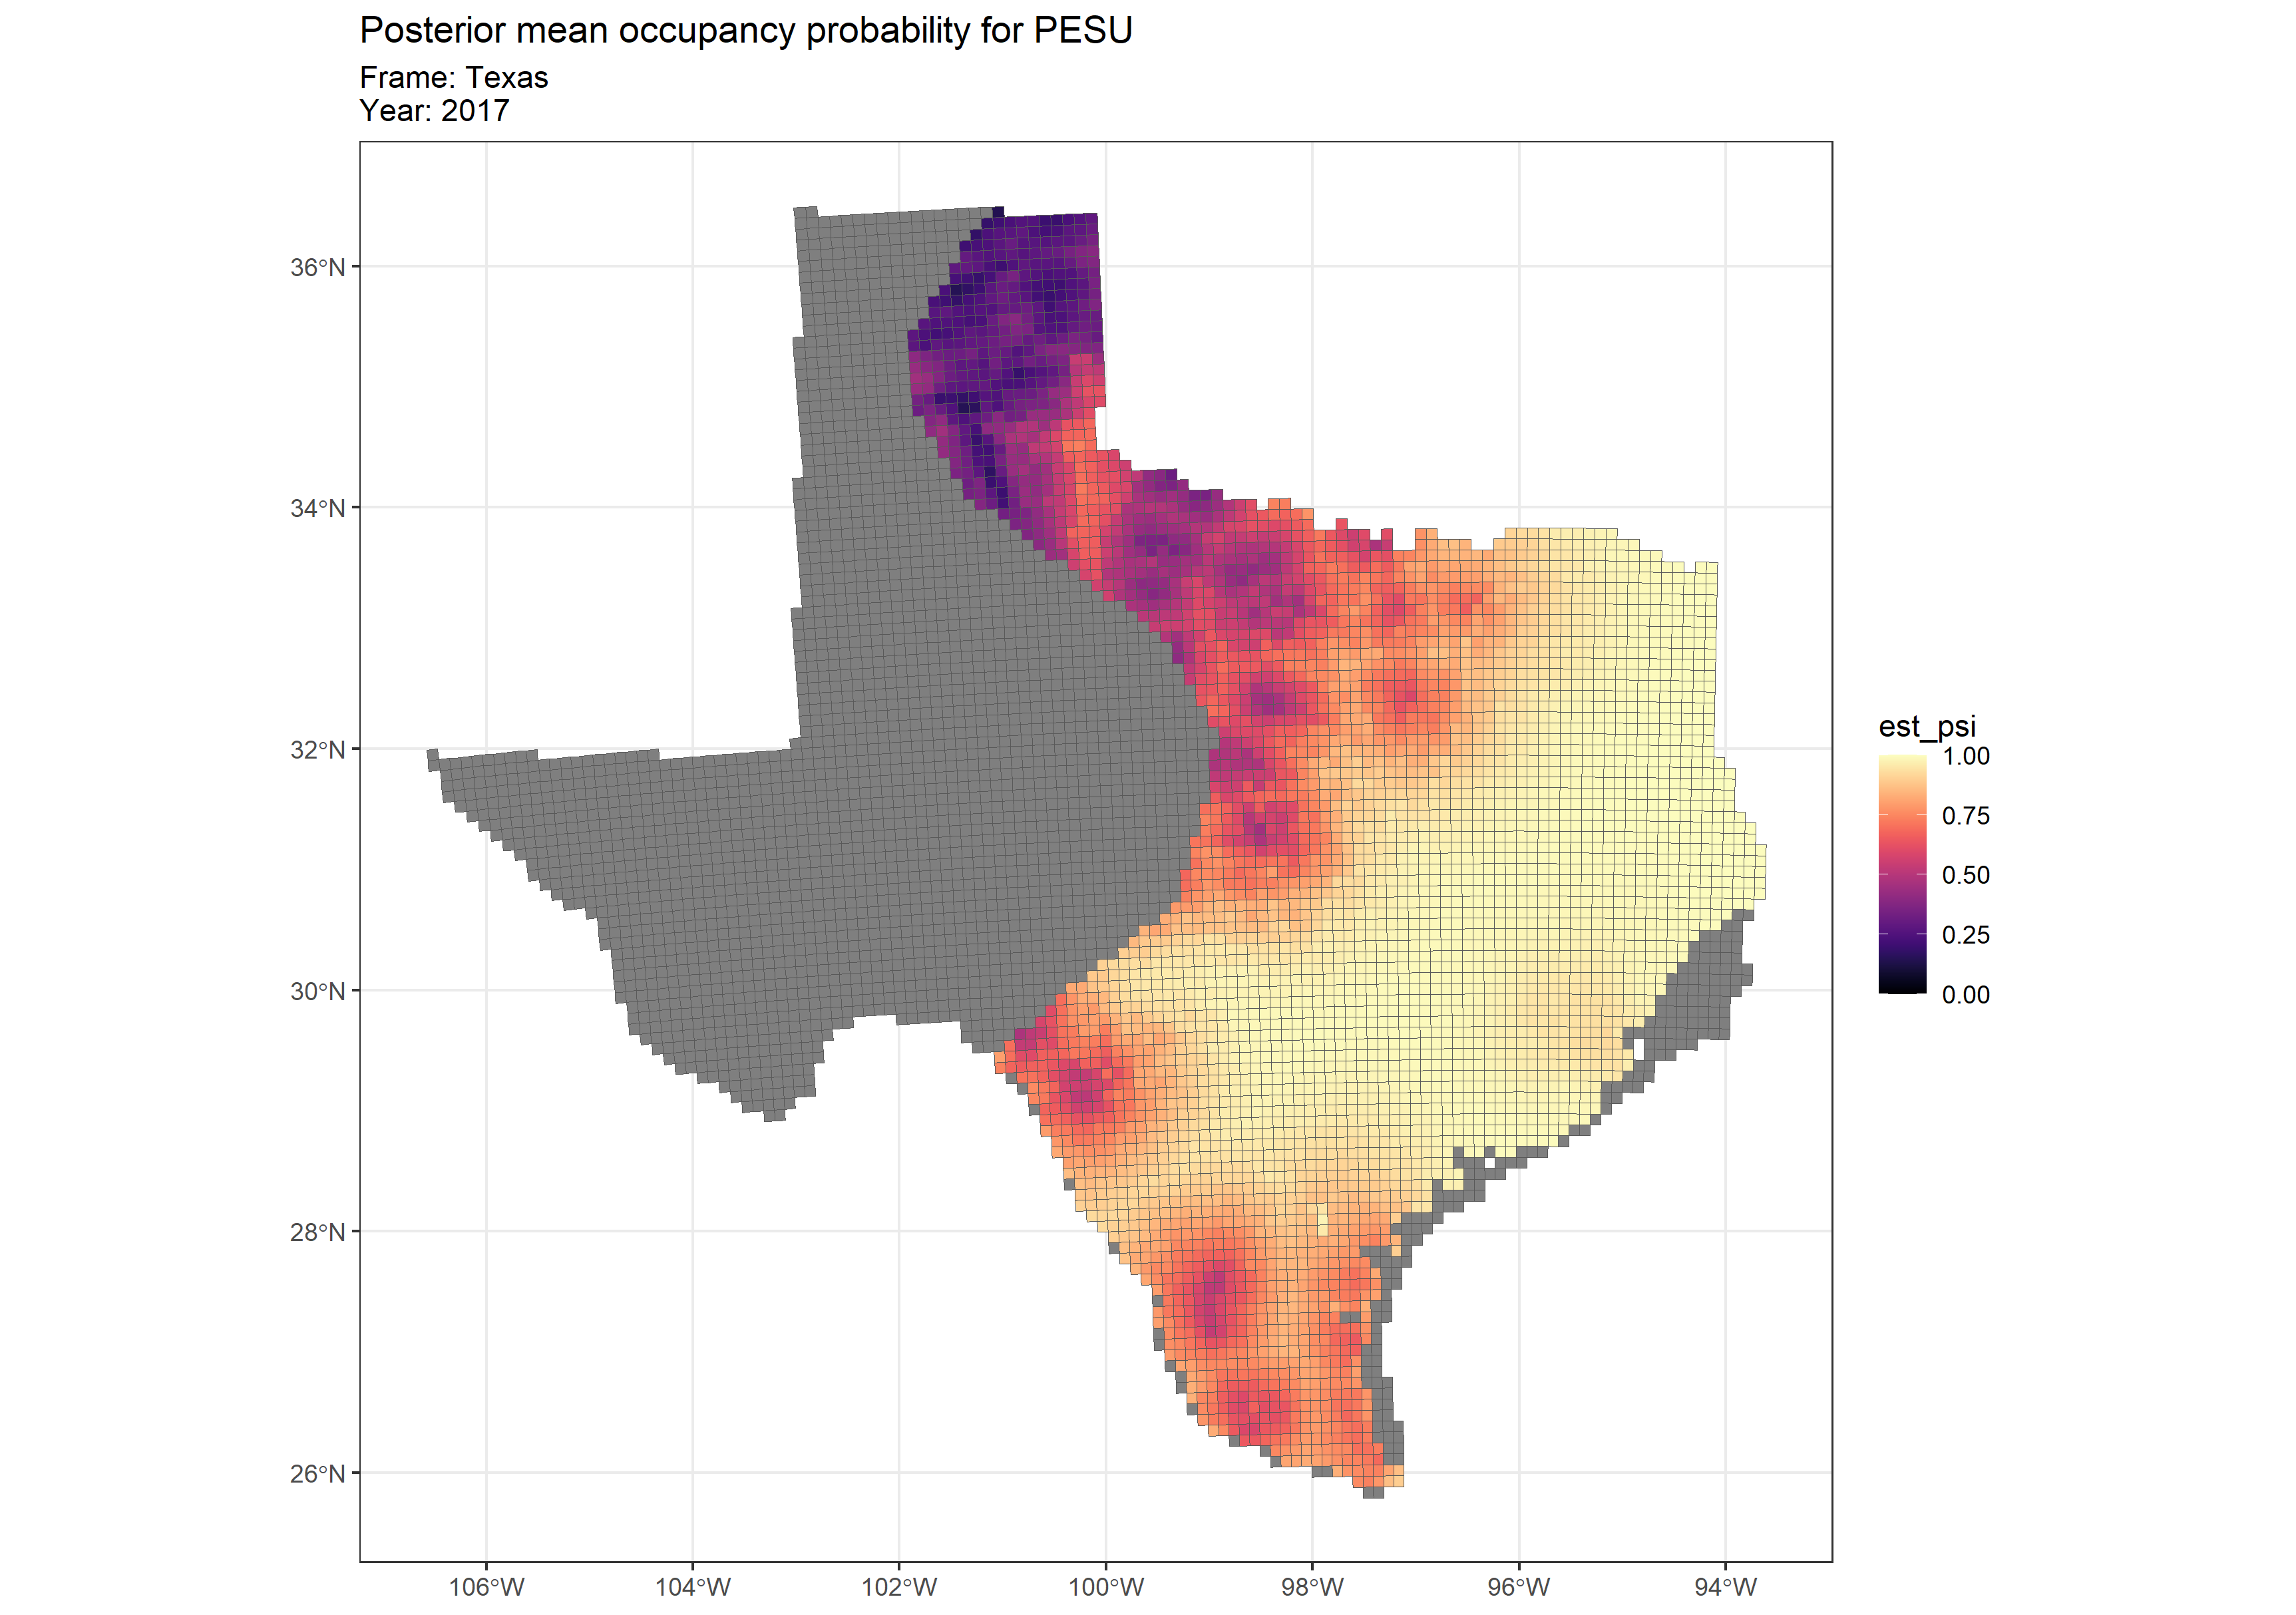 Posterior mean occupancy probability for PESU
Frame: Texas
Year: 2017
36°N
34°N
32°N
30°N
28°N
26°N
106°W
104°W
102°W
100°W
98°W
96°W
94°W
est_psi
1.00
0.75
0.50
0.25
0.00